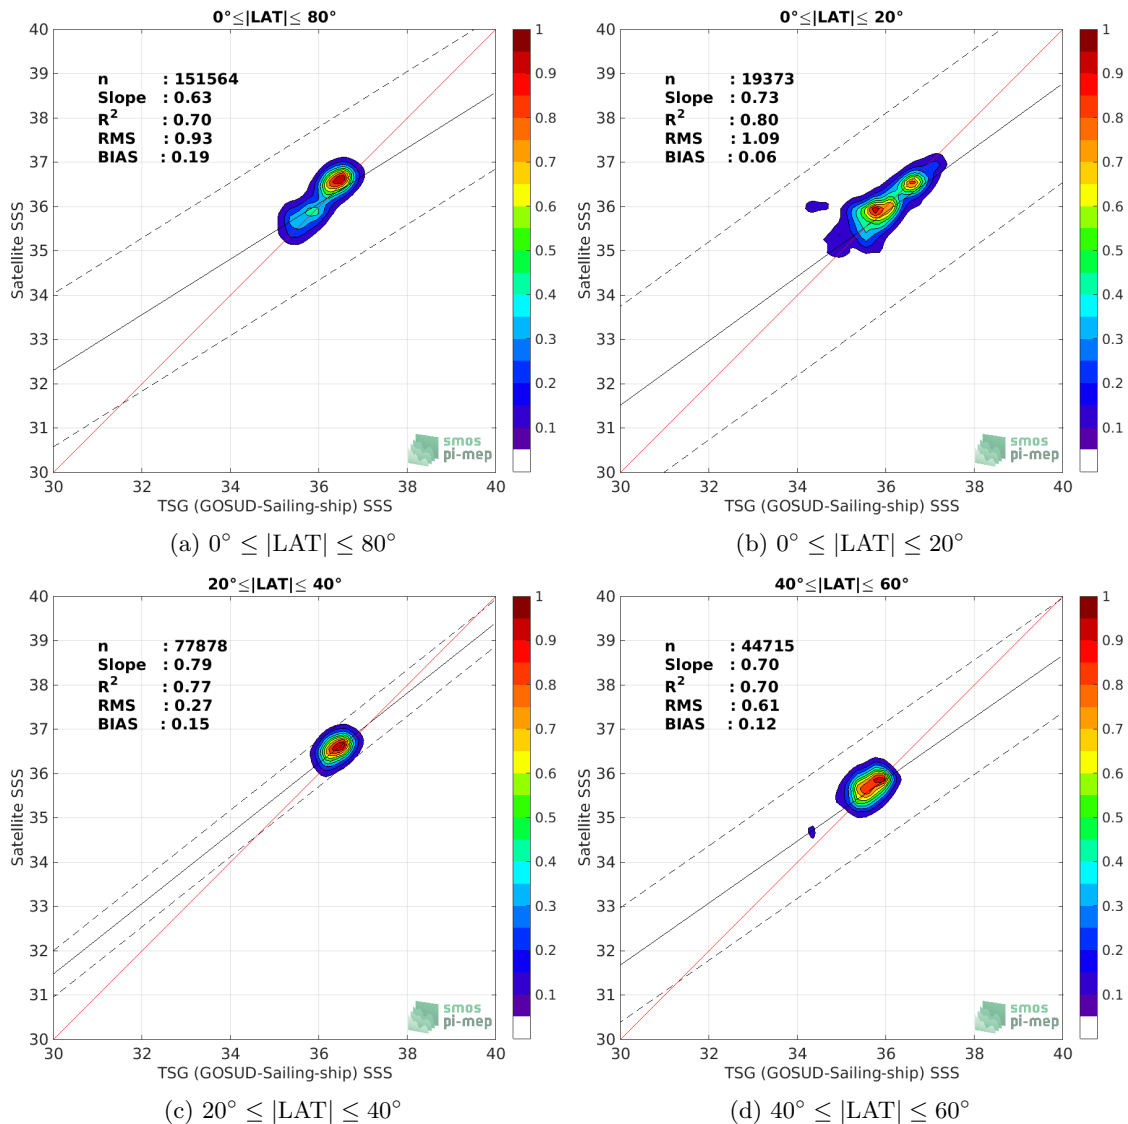 0°≤|LAT|≤ 80°
40
39
38
37
36
35
34
33
32
31
30
Satellite SSS
n : 151564
Slope : 0.63
R2 : 0.70
RMS : 0.93
BIAS : 0.19
smos
pi-mep
30 32 34 36 38 40
TSG (GOSUD-Sailing-ship) SSS
1
0.9
0.8
0.7
0.6
0.5
0.4
0.3
0.2
0.1
(a) 0° ≤ |LAT| ≤ 80°
0°≤|LAT|≤ 20°
40
39
38
37
36
35
34
33
32
31
30
Satellite SSS
n : 19373
Slope : 0.73
R2 : 0.80
RMS : 1.09
BIAS : 0.06
smos
pi-mep
30 32 34 36 38 40
TSG (GOSUD-Sailing-ship) SSS
1
0.9
0.8
0.7
0.6
0.5
0.4
0.3
0.2
0.1
(b) 0° ≤ |LAT| ≤ 20°
20°≤|LAT|≤ 40°
40
39
38
37
36
35
34
33
32
31
30
Satellite SSS
n : 77878
Slope : 0.79
R2 : 0.77
RMS : 0.27
BIAS : 0.15
smos
pi-mep
30 32 34 36 38 40
TSG (GOSUD-Sailing-ship) SSS
1
0.9
0.8
0.7
0.6
0.5
0.4
0.3
0.2
0.1
(c) 20° ≤ |LAT| ≤ 40°
40°≤|LAT|≤ 60°
40
39
38
37
36
35
34
33
32
31
30
Satellite SSS
n : 44715
Slope : 0.70
R2 : 0.70
RMS : 0.61
BIAS : 0.12
smos
pi-mep
30 32 34 36 38 40
TSG (GOSUD-Sailing-ship) SSS
1
0.9
0.8
0.7
0.6
0.5
0.4
0.3
0.2
0.1
(d) 40° ≤ |LAT| ≤ 60°